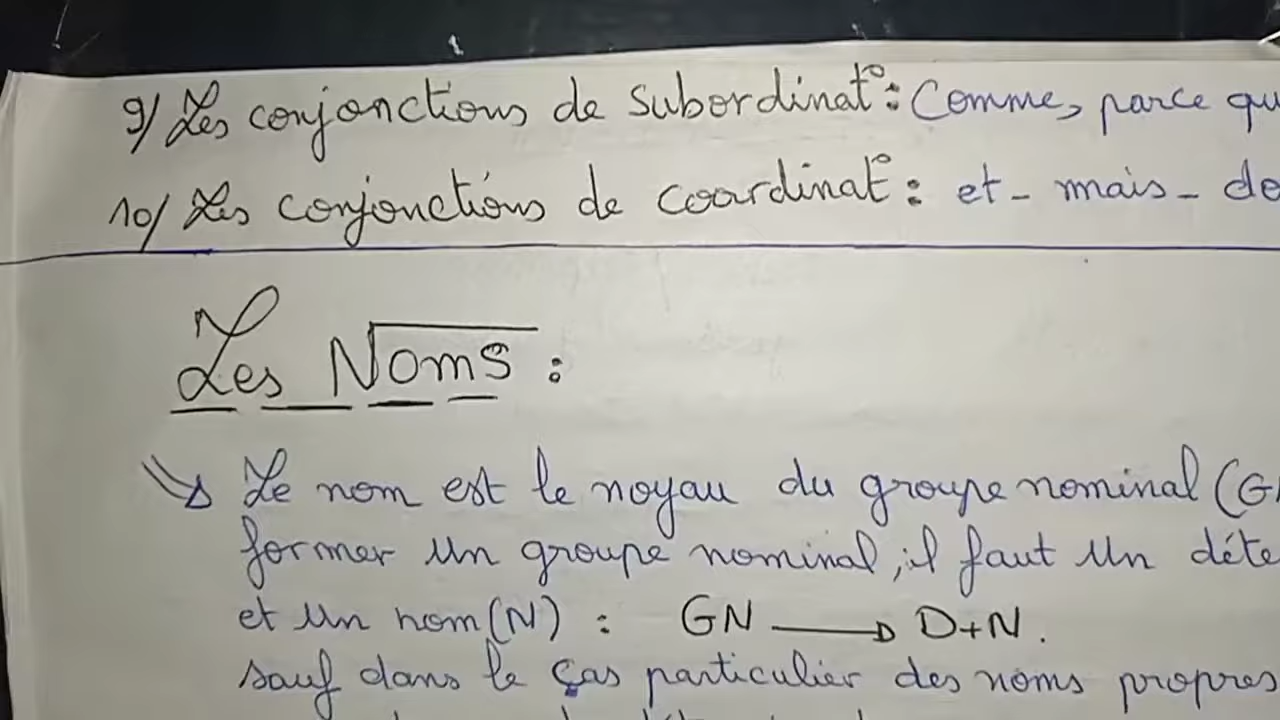 9/ Les conjonctions de subordinat°: Comme, parce qu
10/ Les conjonctions de coordinat°: et - mais - do
Les Noms :
Le nom est le noyau du groupe nominal (GN
former un groupe nominal, il faut un déte
et un nom (N) : GN → D+N.
sauf dans le cas particulier des noms propres